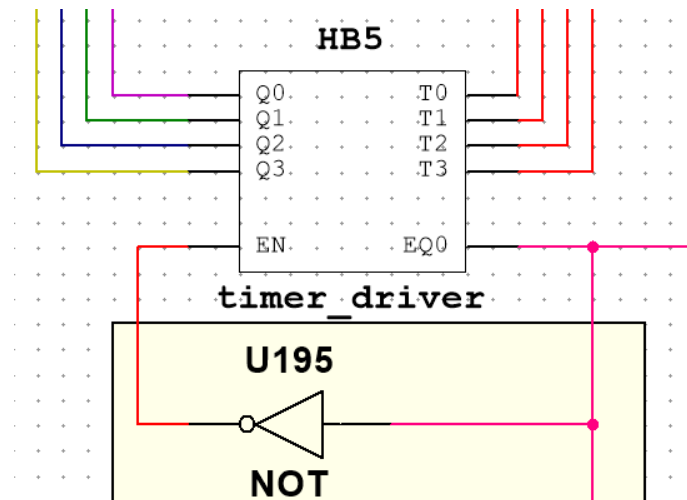 HB5
Q0 T0
Q1 T1
Q2 T2
Q3 T3
EN EQ0
timer_driver
U195
NOT